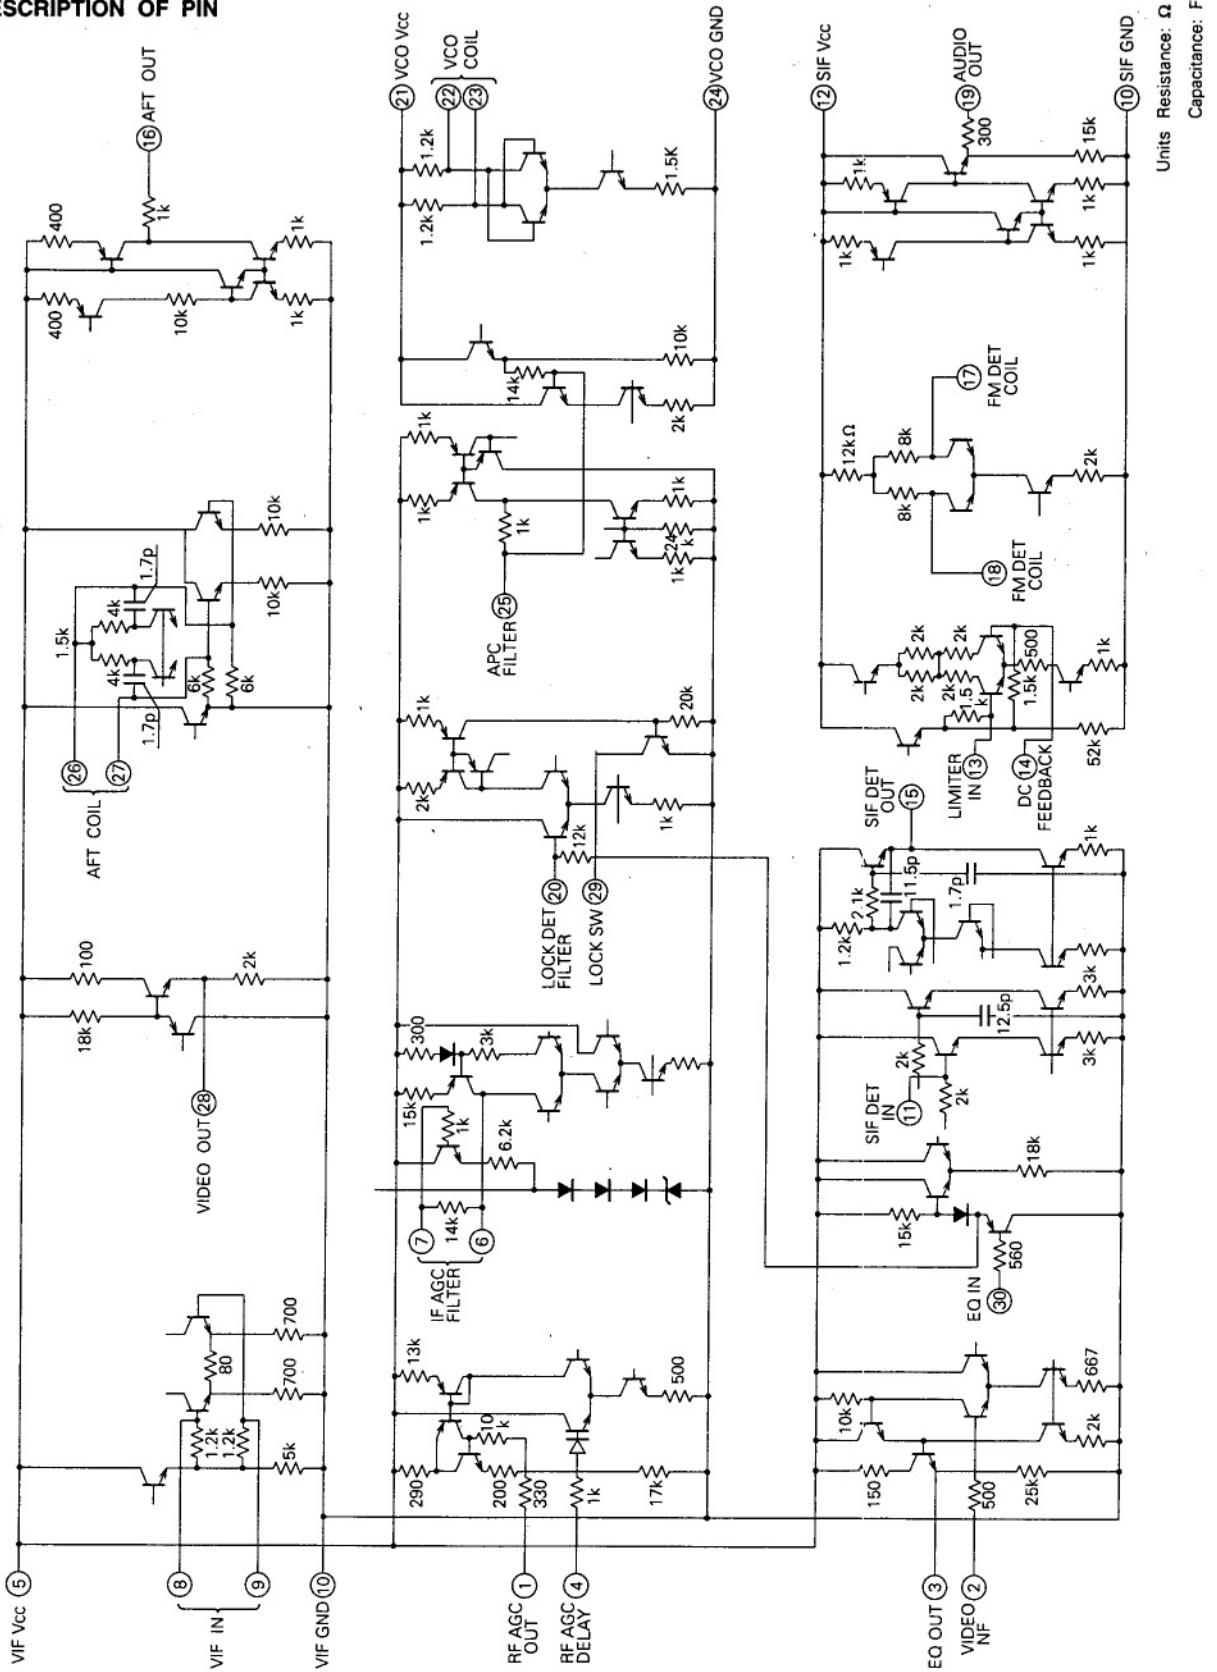 ESCRIPTION OF PIN
VIF Vcc 5
8
VIF IN
9
VIF GND 10
1.2k
1.2k
5k
80
700
700
VIDEO OUT 28
18k
100
2k
AFT COIL
26
27
1.5k
4k
4k
1.7p
1.7p
6k
6k
10k
10k
400
400
10k
1k
1k
1k
16 AFT OUT
RF AGC
OUT
1
RF AGC
DELAY
4
290
200
330
1k
17k
10
k
13k
500
IF AGC
FILTER
7
6
14k
15k
300
1k
3k
6.2k
LOCK DET
FILTER
20
LOCK SW 29
12k
2k
1k
1k
20k
APC
FILTER
25
1k
1k
1k
1k
24
k
1k
14k
2k
10k
1.2k
1.2k
1.5K
21 VCO Vcc
22
VCO
COIL
23
24 VCO GND
EQ OUT 3
VIDEO
NF
2
150
500
25k
10k
2k
667
EQ IN
30
560
15k
18k
SIF DET
IN
11
2k
2k
12.5p
3k
3k
1.2k
2.1k
11.5p
1.7p
1k
SIF DET
OUT
15
LIMITER
IN
13
DC
FEEDBACK
14
52k
1.5
k
1.5k
2k
2k
2k
2k
500
1k
18
FM DET
COIL
17
FM DET
COIL
12kΩ
8k
8k
2k
1k
1k
1k
1k
15k
300
12 SIF Vcc
19 AUDIO
OUT
10 SIF GND
Units Resistance: Ω
Capacitance: F